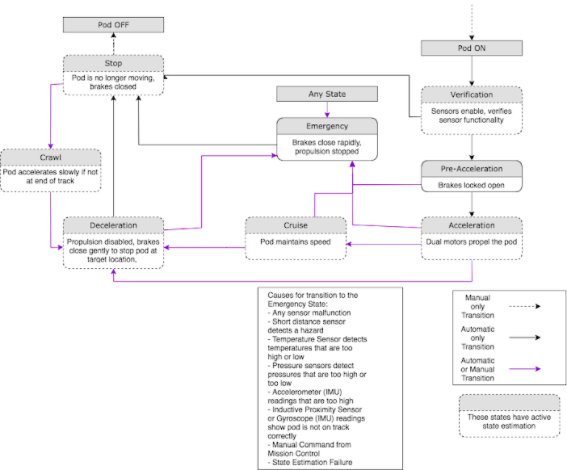 Pod OFF
Pod ON
Stop
Pod is no longer moving,
brakes closed
Any State
Verification
Sensors enable, verifies
sensor functionality
Emergency
Brakes close rapidly,
propulsion stopped
Crawl
Pod accelerates slowly if not
at end of track
Pre-Acceleration
Brakes locked open
Deceleration
Propulsion disabled, brakes
close gently to stop pod at
target location,
Cruise
Pod maintains speed
Acceleration
Dual motors propel the pod
Causes for transition to the
Emergency State:
- Any sensor malfunction
- Short distance sensor
detects a hazard
- Temperature Sensor detects
temperatures that are too
high or low
- Pressure sensors detect
pressures that are too high or
too low
- Accelerometer (IMU)
readings that are too high
- Inductive Proximity Sensor
or Gyroscope (IMU) readings
show pod is not on track
correctly
- Manual Command from
Mission Control
- State Estimation Failure
Manual
only
Transition
Automatic
only
Transition
Automatic
or Manual
Transition
These states have active
state estimation